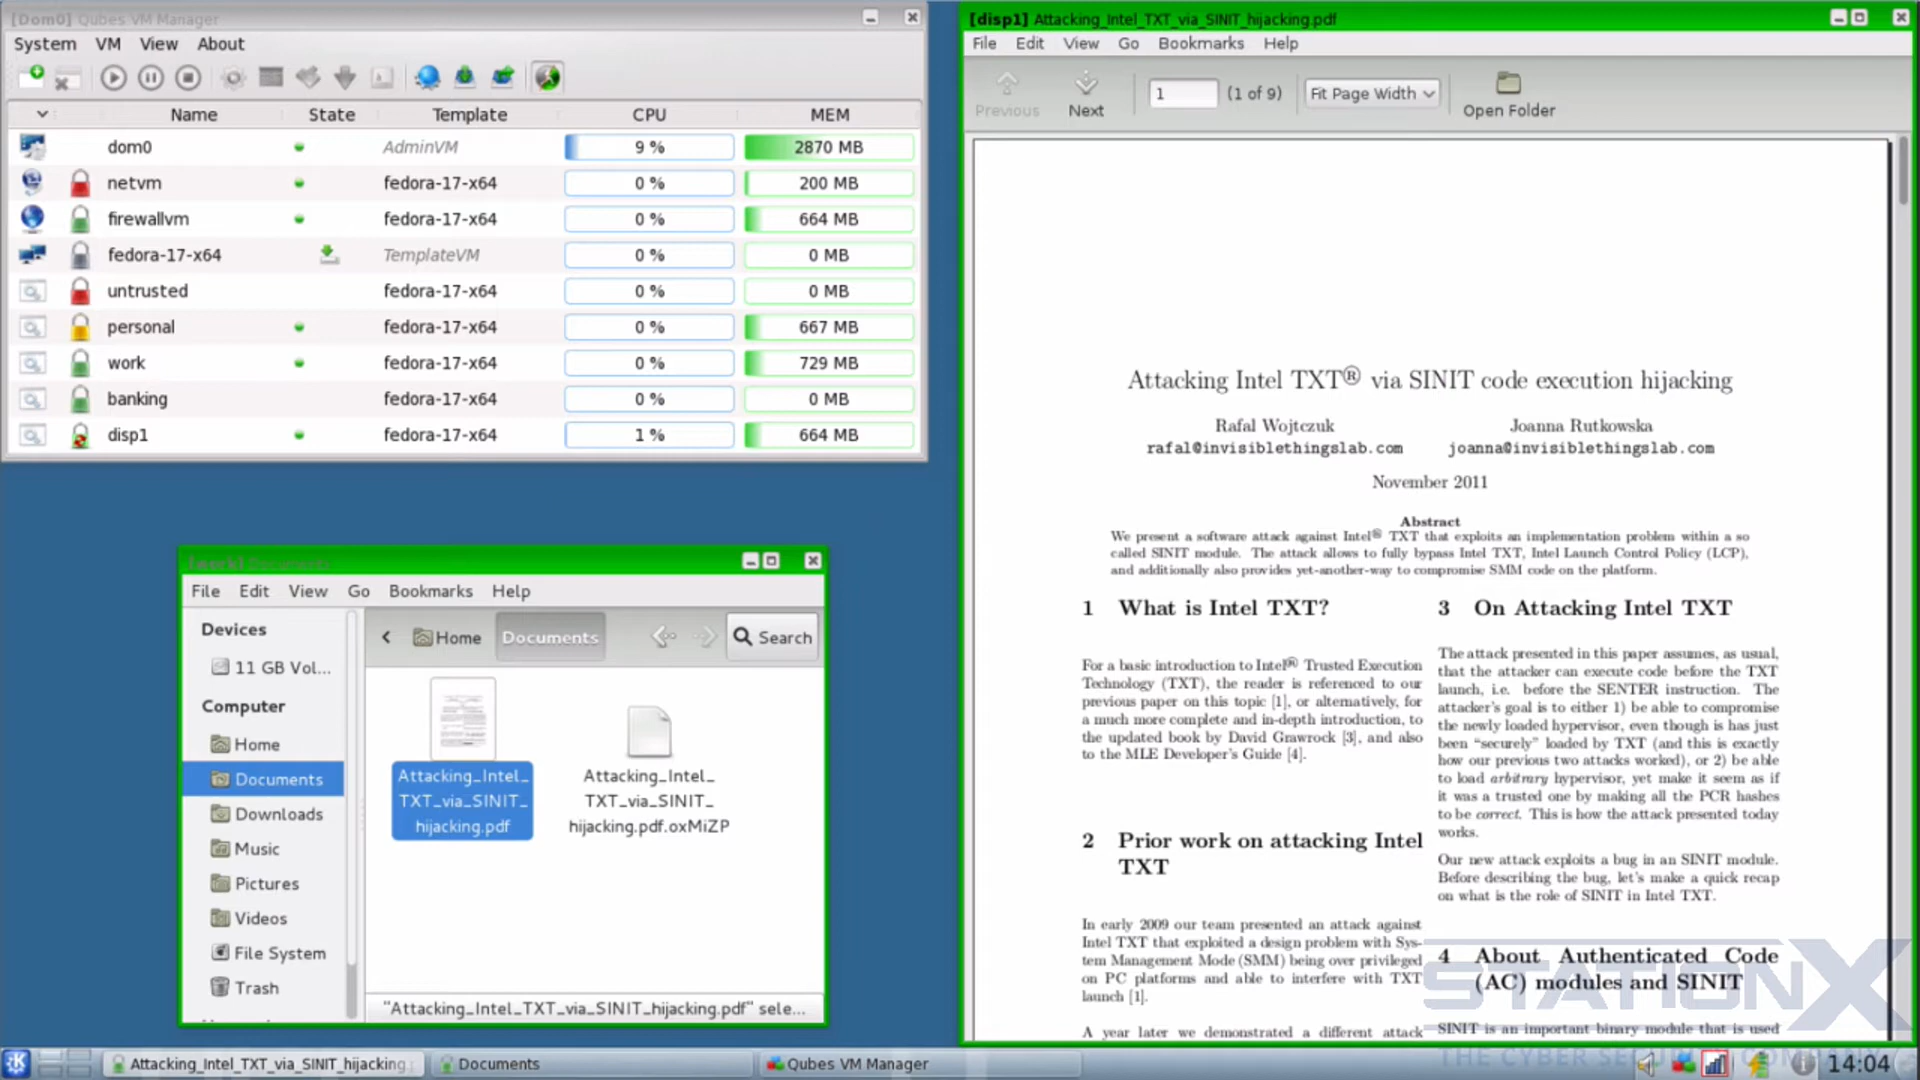 [Dom0] Qubes VM Manager
System VM View About
Name State Template CPU MEM
dom0 AdminVM 9 % 2870 MB
netvm fedora-17-x64 0 % 200 MB
firewallvm fedora-17-x64 0 % 664 MB
fedora-17-x64 TemplateVM 0 % 0 MB
untrusted fedora-17-x64 0 % 0 MB
personal fedora-17-x64 0 % 667 MB
work fedora-17-x64 0 % 729 MB
banking fedora-17-x64 0 % 0 MB
disp1 fedora-17-x64 1 % 664 MB
[work] Documents
File Edit View Go Bookmarks Help
Devices
11 GB Vol...
Computer
Home
Documents
Downloads
Music
Pictures
Videos
File System
Trash
Home Documents Search
Attacking_Intel_
TXT_via_SINIT_
hijacking.pdf
Attacking_Intel_
TXT_via_SINIT_
hijacking.pdf.oxMiZP
"Attacking_Intel_TXT_via_SINIT_hijacking.pdf" sele...
[disp1] Attacking_Intel_TXT_via_SINIT_hijacking.pdf
File Edit View Go Bookmarks Help
Previous Next 1 (1 of 9) Fit Page Width Open Folder
Attacking Intel TXT® via SINIT code execution hijacking
Rafal Wojtczuk
rafal@invisiblethingslab.com
Joanna Rutkowska
joanna@invisiblethingslab.com
November 2011
Abstract
We present a software attack against Intel® TXT that exploits an implementation problem within a so
called SINIT module. The attack allows to fully bypass Intel TXT, Intel Launch Control Policy (LCP),
and additionally also provides yet-another-way to compromise SMM code on the platform.
1 What is Intel TXT?
For a basic introduction to Intel® Trusted Execution
Technology (TXT), the reader is referenced to our
previous paper on this topic [1], or alternatively, for
a much more complete and in-depth introduction, to
the updated book by David Grawrock [3], and also
to the MLE Developer's Guide [4].
2 Prior work on attacking Intel
TXT
In early 2009 our team presented an attack against
Intel TXT that exploited a design problem with Sys-
tem Management Mode (SMM) being over privileged
on PC platforms and able to interfere with TXT
launch [1].
A year later we demonstrated a different attack
3 On Attacking Intel TXT
The attack presented in this paper assumes, as usual,
that the attacker can execute code before the TXT
launch, i.e. before the SENTER instruction. The
attacker's goal is to either 1) be able to compromise
the newly loaded hypervisor, even though is has just
been “securely” loaded by TXT (and this is exactly
how our previous two attacks worked), or 2) be able
to load arbitrary hypervisor, yet make it seem as if
it was a trusted one by making all the PCR hashes
to be correct. This is how the attack presented today
works.
Our new attack exploits a bug in an SINIT module.
Before describing the bug, let's make a quick recap
on what is the role of SINIT in Intel TXT.
4 About Authenticated Code
(AC) modules and SINIT
SINIT is an important binary module that is used
STATIONX
THE CYBER SECURITY COMPANY
Attacking_Intel_TXT_via_SINIT_hijacking. Documents Qubes VM Manager 14:04